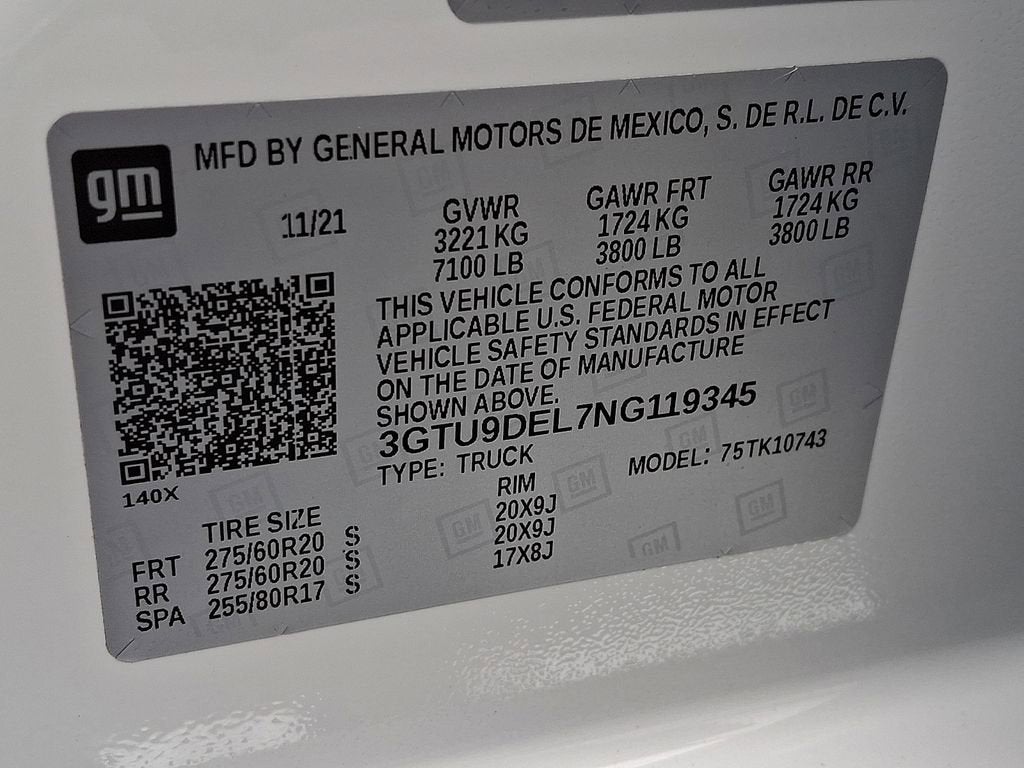 MFD BY GENERAL MOTORS DE MEXICO, S. DE R.L. DE C.V.
gm
11/21
GVWR
3221 KG
7100 LB
GAWR FRT
1724 KG
3800 LB
GAWR RR
1724 KG
3800 LB
THIS VEHICLE CONFORMS TO ALL
APPLICABLE U.S. FEDERAL MOTOR
VEHICLE SAFETY STANDARDS IN EFFECT
ON THE DATE OF MANUFACTURE
SHOWN ABOVE.
3GTU9DEL7NG119345
TYPE: TRUCK MODEL: 75TK10743
140X
TIRE SIZE RIM
FRT 275/60R20 S 20X9J
RR 275/60R20 S 20X9J
SPA 255/80R17 S 17X8J